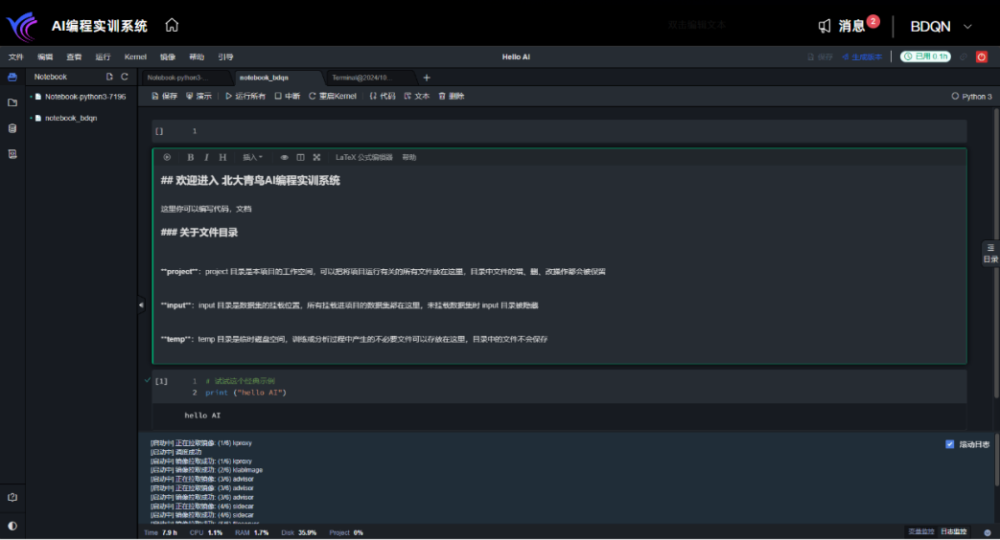 AI编程实训系统
双击编辑文本
消息 2
BDQN
文件 编辑 查看 运行 Kernel 镜像 帮助 引导
Hello AI
保存 生成版本 已用 0.1h
Notebook
Notebook-python3-...
notebook_bdqn
Terminal@2024/10...
+
Notebook-python3-7196
notebook_bdqn
保存 演示 运行所有 中断 重启Kernel 代码 文本 删除
Python 3
[] 1
B I H 插入 LaTeX 公式编辑器 帮助
## 欢迎进入 北大青鸟AI编程实训系统
这里你可以编写代码，文档
### 关于文件目录
**project**：project 目录是本项目的工作空间，可以把将项目运行有关的所有文件放在这里，目录中文件的增、删、改操作都会被保留
**input**：input 目录是数据集的挂载位置，所有挂载进项目的数据集都在这里，未挂载数据集时 input 目录被隐藏
**temp**：temp 目录是临时磁盘空间，训练或分析过程中产生的不必要文件可以存放在这里，目录中的文件不会保存
目录
[1] 1 # 试试这个经典示例
2 print ("hello AI")
hello AI
[启动中] 正在拉取镜像: (1/6) kproxy
[启动中] 调度成功
[启动中] 镜像拉取成功: (1/6) kproxy
[启动中] 镜像拉取成功: (2/6) klabimage
[启动中] 正在拉取镜像: (3/6) advisor
[启动中] 正在拉取镜像: (3/6) advisor
[启动中] 镜像拉取成功: (3/6) advisor
[启动中] 正在拉取镜像: (4/6) sidecar
[启动中] 镜像拉取成功: (4/6) sidecar
滚动日志
Time 7.9 h CPU 1.1% RAM 1.7% Disk 35.9% Project 0%
变量监控 日志监控